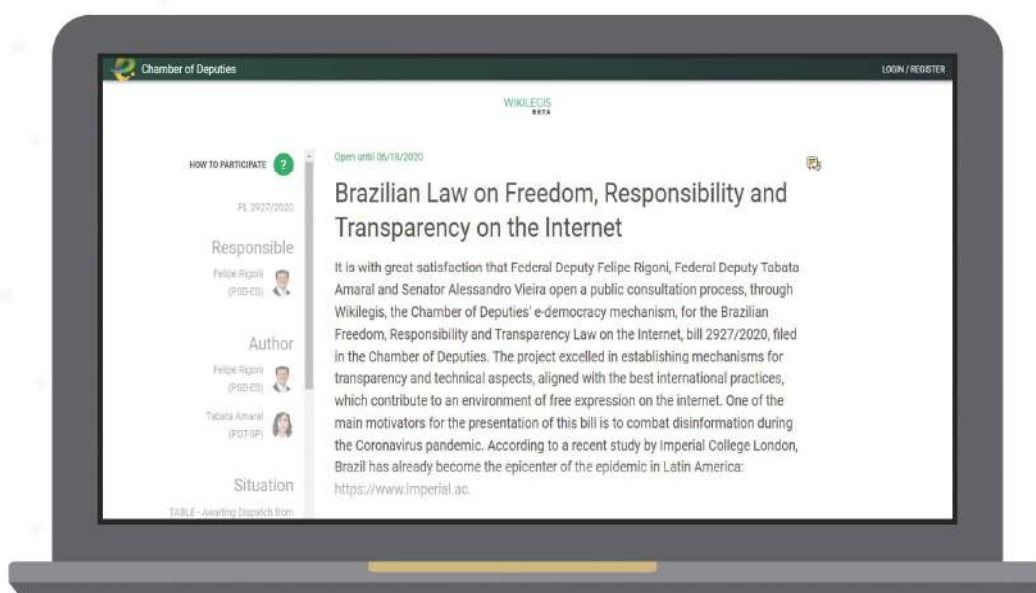 Chamber of Deputies
LOGIN / REGISTER
WIKILEGIS
BETA
HOW TO PARTICIPATE ?
PL 2927/2020
Responsible
Felipe Rigoni
(PSB-ES)
Author
Felipe Rigoni
(PSB-ES)
Tabata Amaral
(PDT-SP)
Situation
TABLE - Awaiting Dispatch from
Open until 06/18/2020
Brazilian Law on Freedom, Responsibility and
Transparency on the Internet
It is with great satisfaction that Federal Deputy Felipe Rigoni, Federal Deputy Tabata
Amaral and Senator Alessandro Vieira open a public consultation process, through
Wikilegis, the Chamber of Deputies' e-democracy mechanism, for the Brazilian
Freedom, Responsibility and Transparency Law on the Internet, bill 2927/2020, filed
in the Chamber of Deputies. The project excelled in establishing mechanisms for
transparency and technical aspects, aligned with the best international practices,
which contribute to an environment of free expression on the internet. One of the
main motivators for the presentation of this bill is to combat disinformation during
the Coronavirus pandemic. According to a recent study by Imperial College London,
Brazil has already become the epicenter of the epidemic in Latin America:
https://www.imperial.ac.